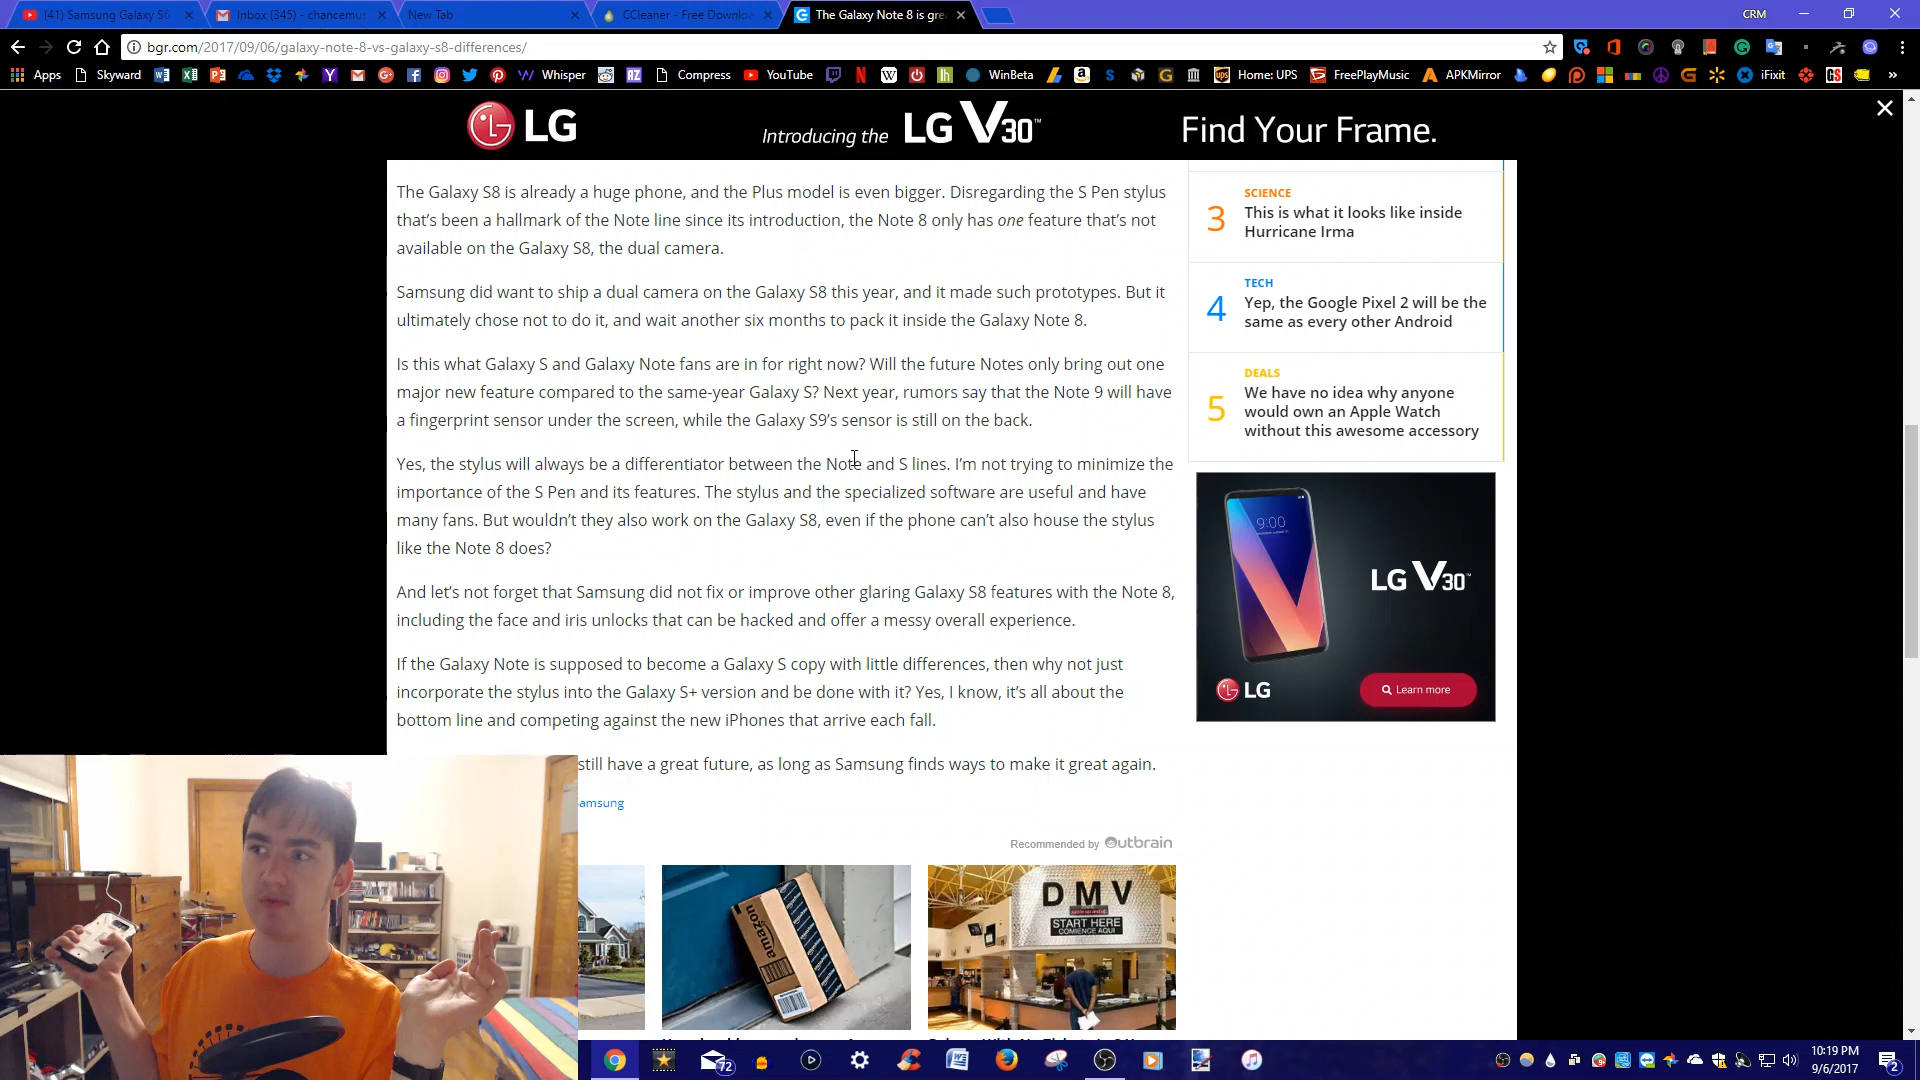 (41) Samsung Galaxy S6
Inbox (345) - chancemus
New Tab
CCleaner - Free Downloa
The Galaxy Note 8 is gre
CRM
bgr.com/2017/09/06/galaxy-note-8-vs-galaxy-s8-differences/
Apps
Skyward
Whisper
Compress
YouTube
WinBeta
Home: UPS
FreePlayMusic
APKMirror
iFixit
LG
Introducing the LG V30™
Find Your Frame.
The Galaxy S8 is already a huge phone, and the Plus model is even bigger. Disregarding the S Pen stylus
that's been a hallmark of the Note line since its introduction, the Note 8 only has one feature that's not
available on the Galaxy S8, the dual camera.
Samsung did want to ship a dual camera on the Galaxy S8 this year, and it made such prototypes. But it
ultimately chose not to do it, and wait another six months to pack it inside the Galaxy Note 8.
Is this what Galaxy S and Galaxy Note fans are in for right now? Will the future Notes only bring out one
major new feature compared to the same-year Galaxy S? Next year, rumors say that the Note 9 will have
a fingerprint sensor under the screen, while the Galaxy S9's sensor is still on the back.
Yes, the stylus will always be a differentiator between the Note and S lines. I'm not trying to minimize the
importance of the S Pen and its features. The stylus and the specialized software are useful and have
many fans. But wouldn't they also work on the Galaxy S8, even if the phone can't also house the stylus
like the Note 8 does?
And let's not forget that Samsung did not fix or improve other glaring Galaxy S8 features with the Note 8,
including the face and iris unlocks that can be hacked and offer a messy overall experience.
If the Galaxy Note is supposed to become a Galaxy S copy with little differences, then why not just
incorporate the stylus into the Galaxy S+ version and be done with it? Yes, I know, it's all about the
bottom line and competing against the new iPhones that arrive each fall.
still have a great future, as long as Samsung finds ways to make it great again.
amsung
Recommended by Outbrain
3
SCIENCE
This is what it looks like inside
Hurricane Irma
4
TECH
Yep, the Google Pixel 2 will be the
same as every other Android
5
DEALS
We have no idea why anyone
would own an Apple Watch
without this awesome accessory
9:00
LG V30™
LG
Learn more
amazon
DMV
START HERE
COMIENCE AQUI
72
10:19 PM
9/6/2017
2